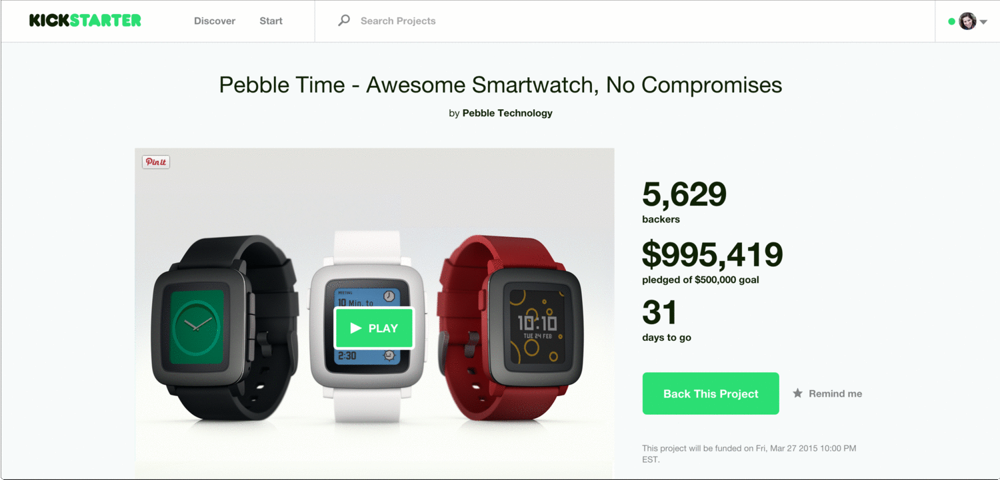 KICKSTARTER
Discover
Start
Search Projects
Pebble Time - Awesome Smartwatch, No Compromises
by Pebble Technology
Pin it
5,629
backers
$995,419
pledged of $500,000 goal
31
days to go
MEETING
10 Min. to
PLAY
2:30
10:10
TUE 24 FEB
Back This Project
Remind me
This project will be funded on Fri, Mar 27 2015 10:00 PM
EST.